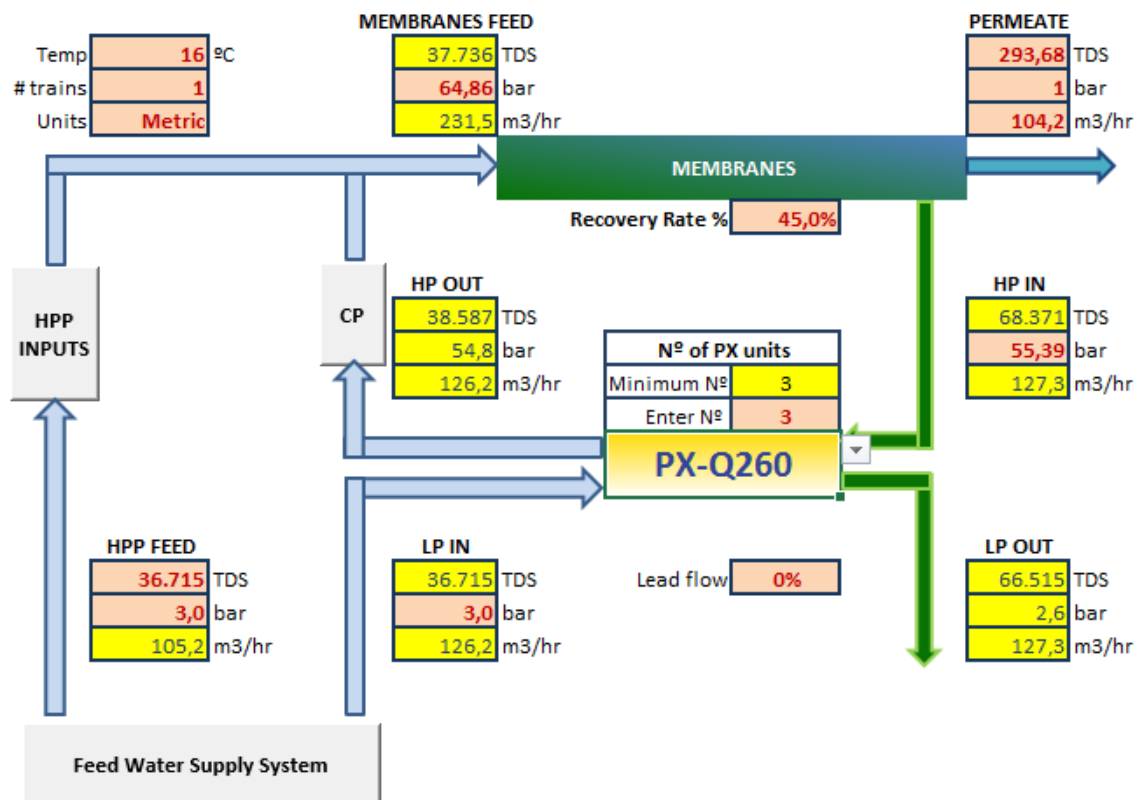 MEMBRANES FEED
PERMEATE
Temp 16 ºC
37.736 TDS
293,68 TDS
# trains 1
64,86 bar
1 bar
Units Metric
231,5 m3/hr
104,2 m3/hr
MEMBRANES
Recovery Rate % 45,0%
HPP
INPUTS
CP
HP OUT
38.587 TDS
54,8 bar
126,2 m3/hr
Nº of PX units
Minimum Nº 3
Enter Nº 3
PX-Q260
HP IN
68.371 TDS
55,39 bar
127,3 m3/hr
HPP FEED
36.715 TDS
3,0 bar
105,2 m3/hr
LP IN
36.715 TDS
3,0 bar
126,2 m3/hr
Lead flow 0%
LP OUT
66.515 TDS
2,6 bar
127,3 m3/hr
Feed Water Supply System